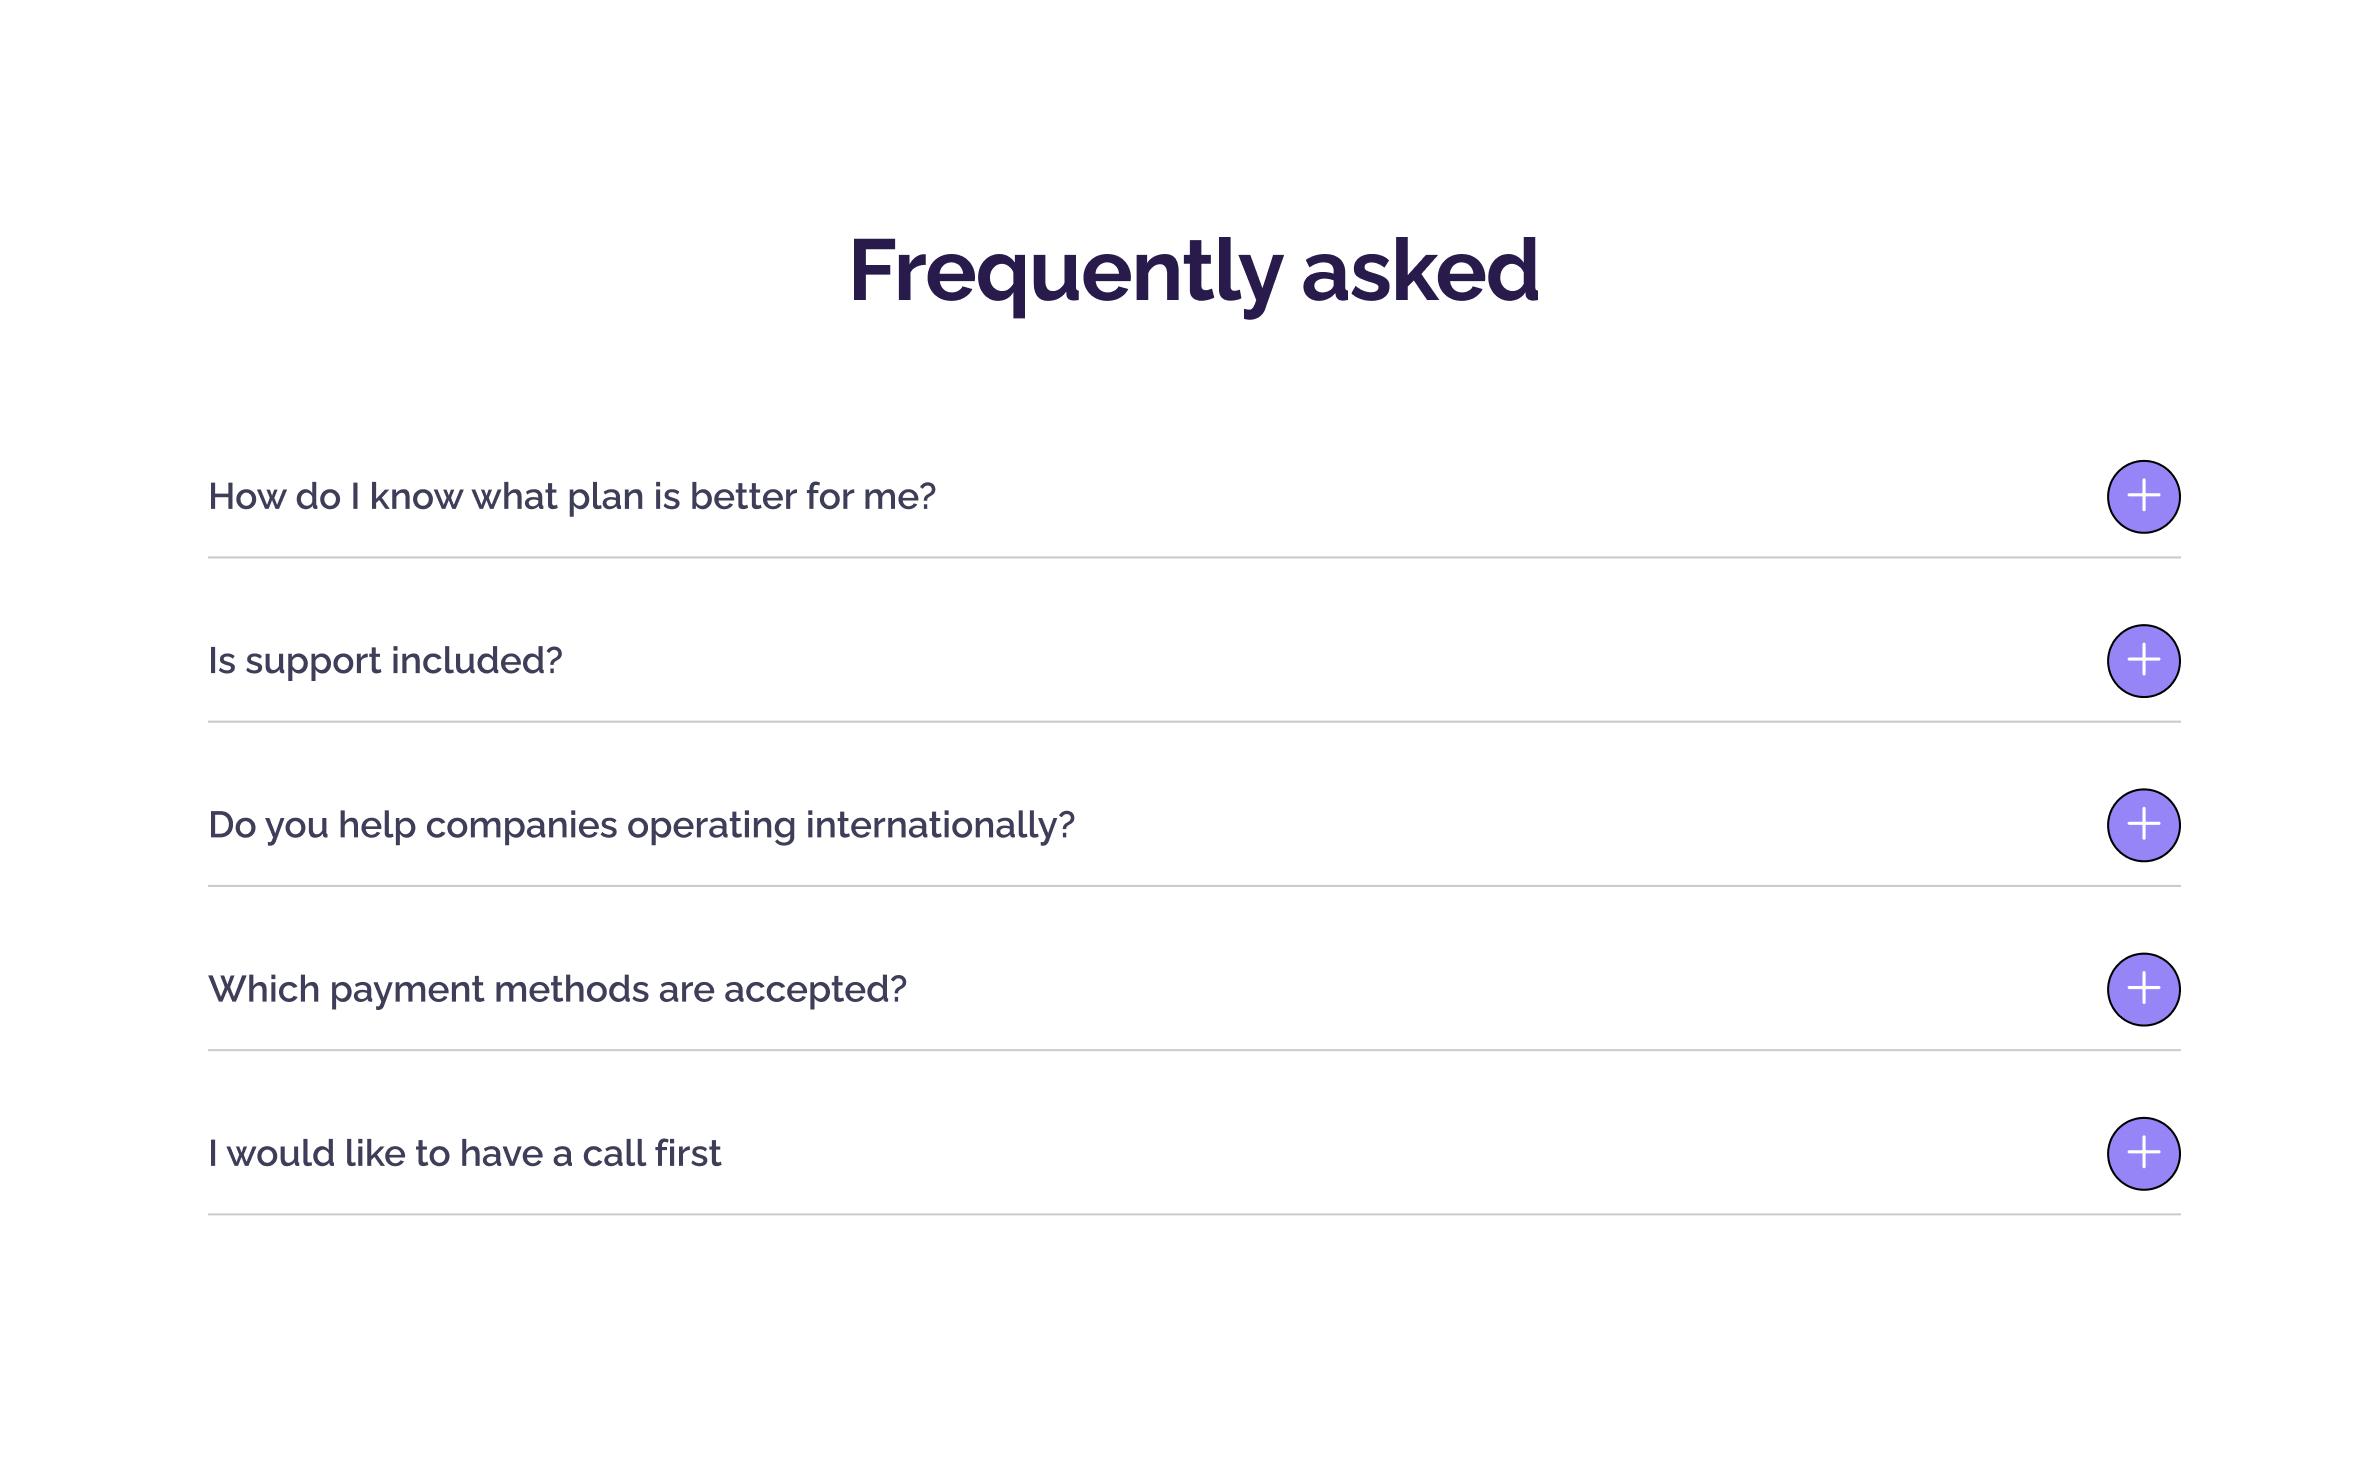 Frequently asked
How do I know what plan is better for me?
Is support included?
Do you help companies operating internationally?
Which payment methods are accepted?
I would like to have a call first